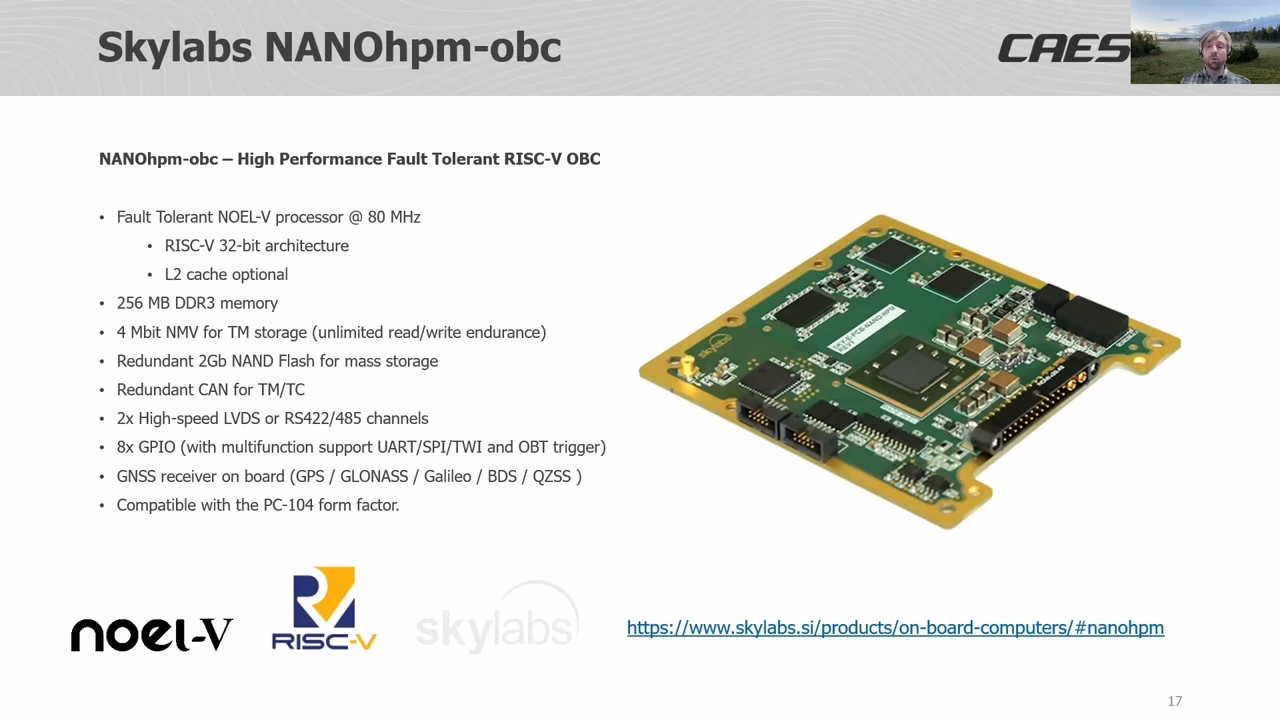 Skylabs NANOhpm-obc
CAES
NANOhpm-obc – High Performance Fault Tolerant RISC-V OBC
• Fault Tolerant NOEL-V processor @ 80 MHz
• RISC-V 32-bit architecture
• L2 cache optional
• 256 MB DDR3 memory
• 4 Mbit NMV for TM storage (unlimited read/write endurance)
• Redundant 2Gb NAND Flash for mass storage
• Redundant CAN for TM/TC
• 2x High-speed LVDS or RS422/485 channels
• 8x GPIO (with multifunction support UART/SPI/TWI and OBT trigger)
• GNSS receiver on board (GPS / GLONASS / Galileo / BDS / QZSS )
• Compatible with the PC-104 form factor.
skylabs
noel-V
RISC-V
skylabs
https://www.skylabs.si/products/on-board-computers/#nanohpm
17